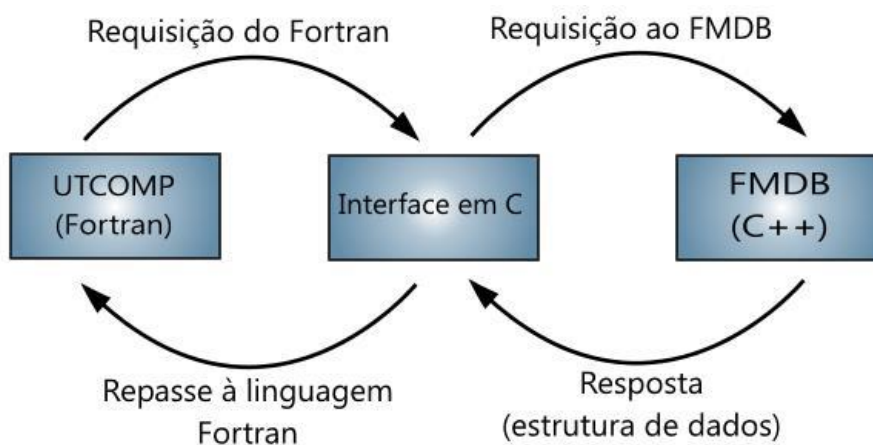 Requisição do Fortran
Requisição ao FMDB
UTCOMP
(Fortran)
Interface em C
FMDB
(C++)
Repasse à linguagem
Fortran
Resposta
(estrutura de dados)